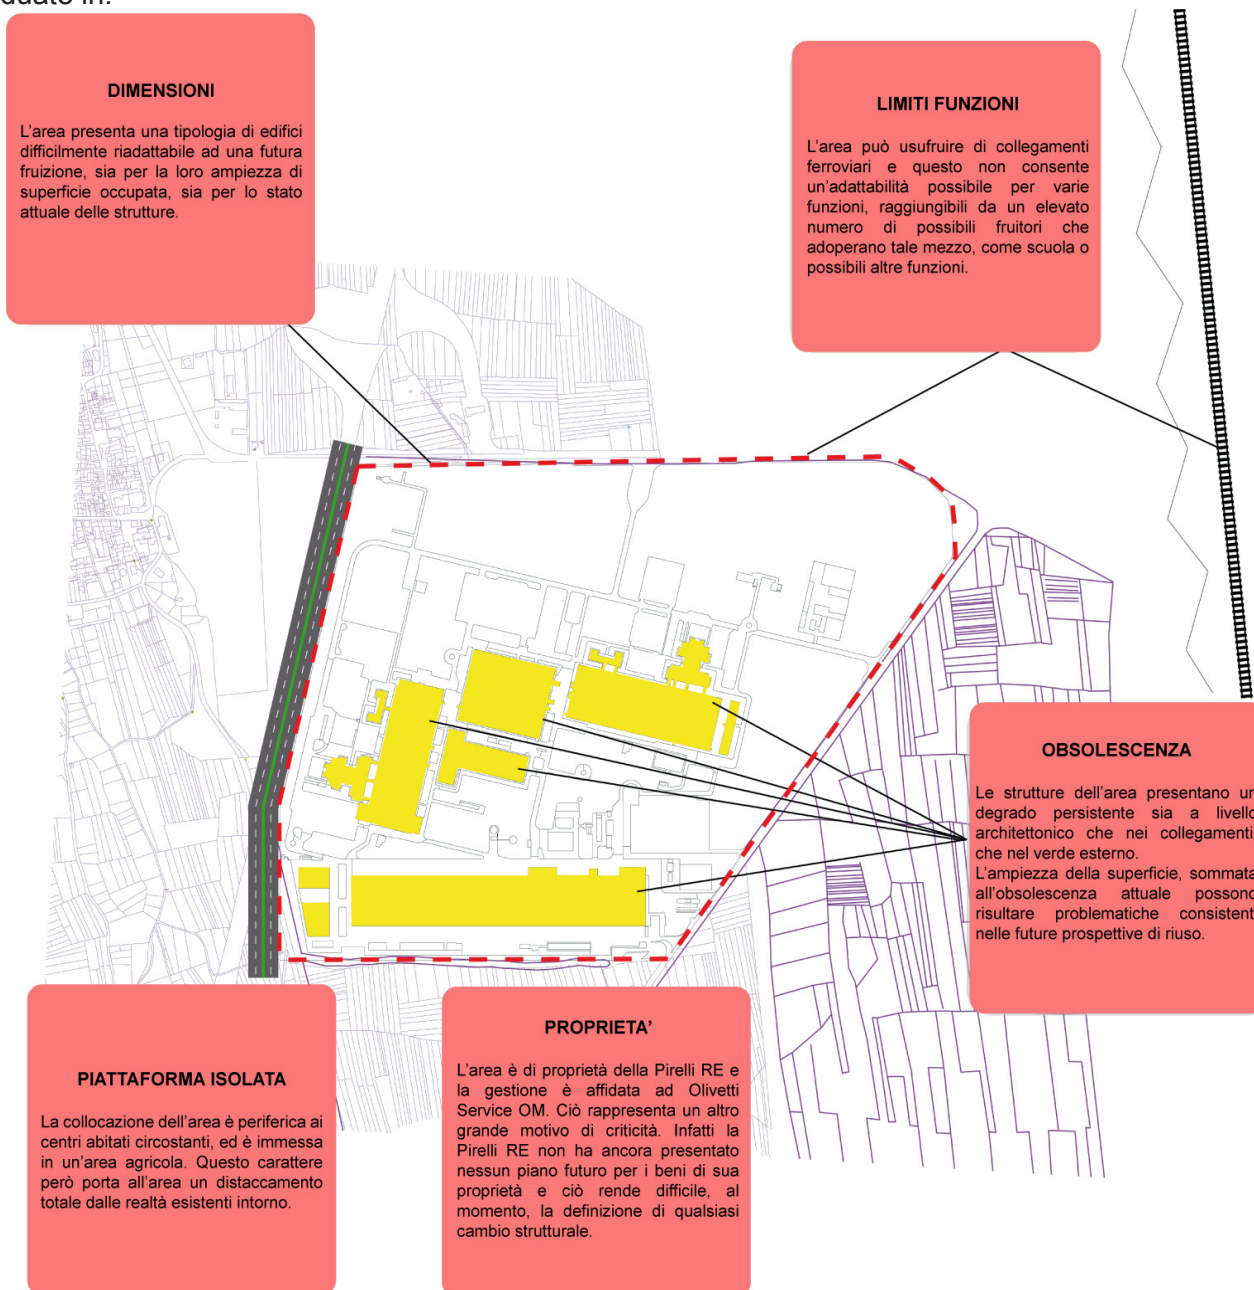 duate in:
DIMENSIONI
L'area presenta una tipologia di edifici
difficilmente riadattabile ad una futura
fruizione, sia per la loro ampiezza di
superficie occupata, sia per lo stato
attuale delle strutture.
LIMITI FUNZIONI
L'area può usufruire di collegamenti
ferroviari e questo non consente
un'adattabilità possibile per varie
funzioni, raggiungibili da un elevato
numero di possibili fruitori che
adoperano tale mezzo, come scuola o
possibili altre funzioni.
OBSOLESCENZA
Le strutture dell'area presentano un
degrado persistente sia a livello
architettonico che nei collegamenti
che nel verde esterno.
L'ampiezza della superficie, sommata
all'obsolescenza attuale possono
risultare problematiche consistent
nelle future prospettive di riuso.
PIATTAFORMA ISOLATA
La collocazione dell'area è periferica ai
centri abitati circostanti, ed è immessa
in un'area agricola. Questo carattere
però porta all'area un distaccamento
totale dalle realtà esistenti intorno.
PROPRIETA'
L'area è di proprietà della Pirelli RE e
la gestione è affidata ad Olivetti
Service OM. Ciò rappresenta un altro
grande motivo di criticità. Infatti la
Pirelli RE non ha ancora presentato
nessun piano futuro per i beni di sua
proprietà e ciò rende difficile, al
momento, la definizione di qualsiasi
cambio strutturale.